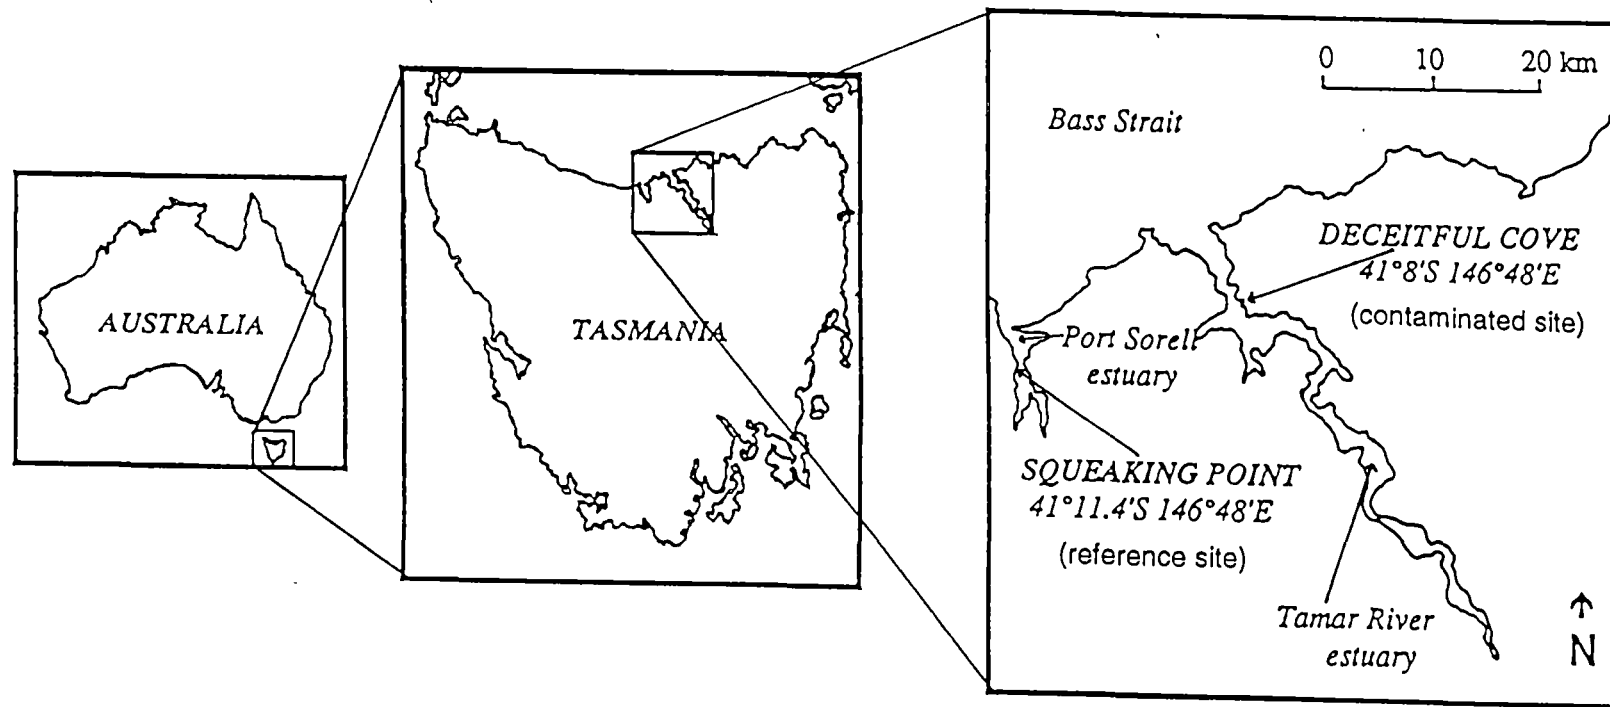 AUSTRALIA
TASMANIA
0 10 20 km
Bass Strait
DECEITFUL COVE
41°8'S 146°48'E
(contaminated site)
Port Sorell
estuary
SQUEAKING POINT
41°11.4'S 146°48'E
(reference site)
Tamar River
estuary
N